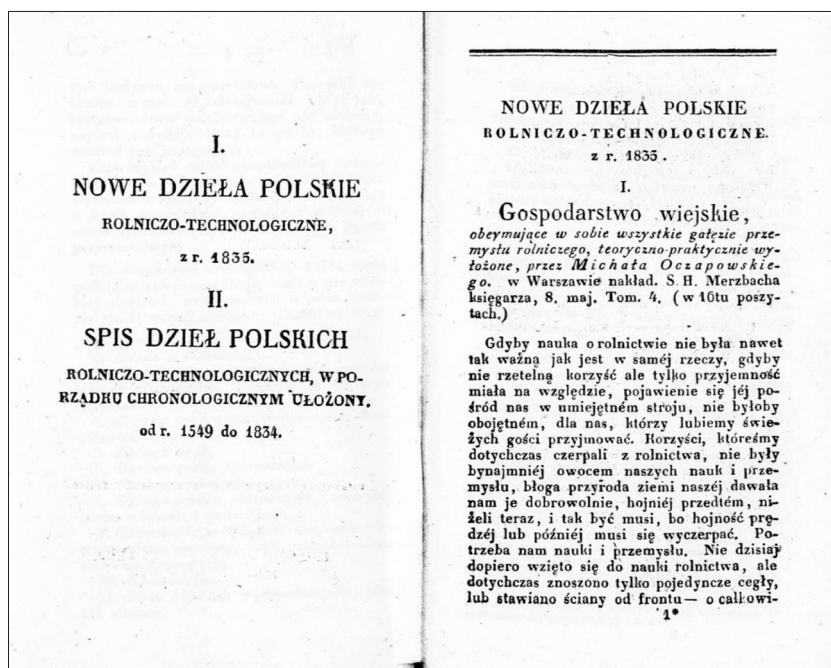 I.
NOWE DZIEŁA POLSKIE
ROLNICZO-TECHNOLOGICZNE,
z r. 1835.
II.
SPIS DZIEŁ POLSKICH
ROLNICZO-TECHNOLOGICZNYCH, W PO-
RZĄDKU CHRONOLOGICZNYM UŁOŻONY.
od r. 1549 do 1834.
NOWE DZIEŁA POLSKIE
ROLNICZO-TECHNOLOGICZNE.
z r. 1835.
I.
Gospodarstwo wiejskie,
obeymujące w sobie wszystkie gałęzie prze-
mysłu rolniczego, teoryczno-praktycznie wy-
łożone, przez Michała Oczapowskie-
go. w Warszawie nakład. S. H. Merzbacha
księgarza, 8. maj. Tom. 4. (w 10tu poszy-
tach.)
Gdyby nauka o rolnictwie nie była nawet
tak ważną jak jest w saméj rzeczy, gdyby
nie rzetelną korzyść ale tylko przyjemność
miała na względzie, pojawienie się jéj po-
śród nas w umiejętném stroju, nie byłoby
obojętném, dla nas, którzy lubiemy świe-
żych gości przyjmować. Korzyści, któreśmy
dotychczas czerpali z rolnictwa, nie były
bynajmniéj owocem naszych nauk i prze-
mysłu, błoga przyroda ziemi naszéj dawała
nam je dobrowolnie, hojniéj przedtém, ni-
żeli teraz, i tak być musi, bo hojność prę-
dzéj lub późniéj musi się wyczerpać. Po-
trzeba nam nauki i przemysłu. Nie dzisiaj
dopiero wzięto się do nauki rolnictwa, ale
dotychczas znoszono tylko pojedyncze cegły,
lub stawiano ściany od frontu — o całkowi-
1*